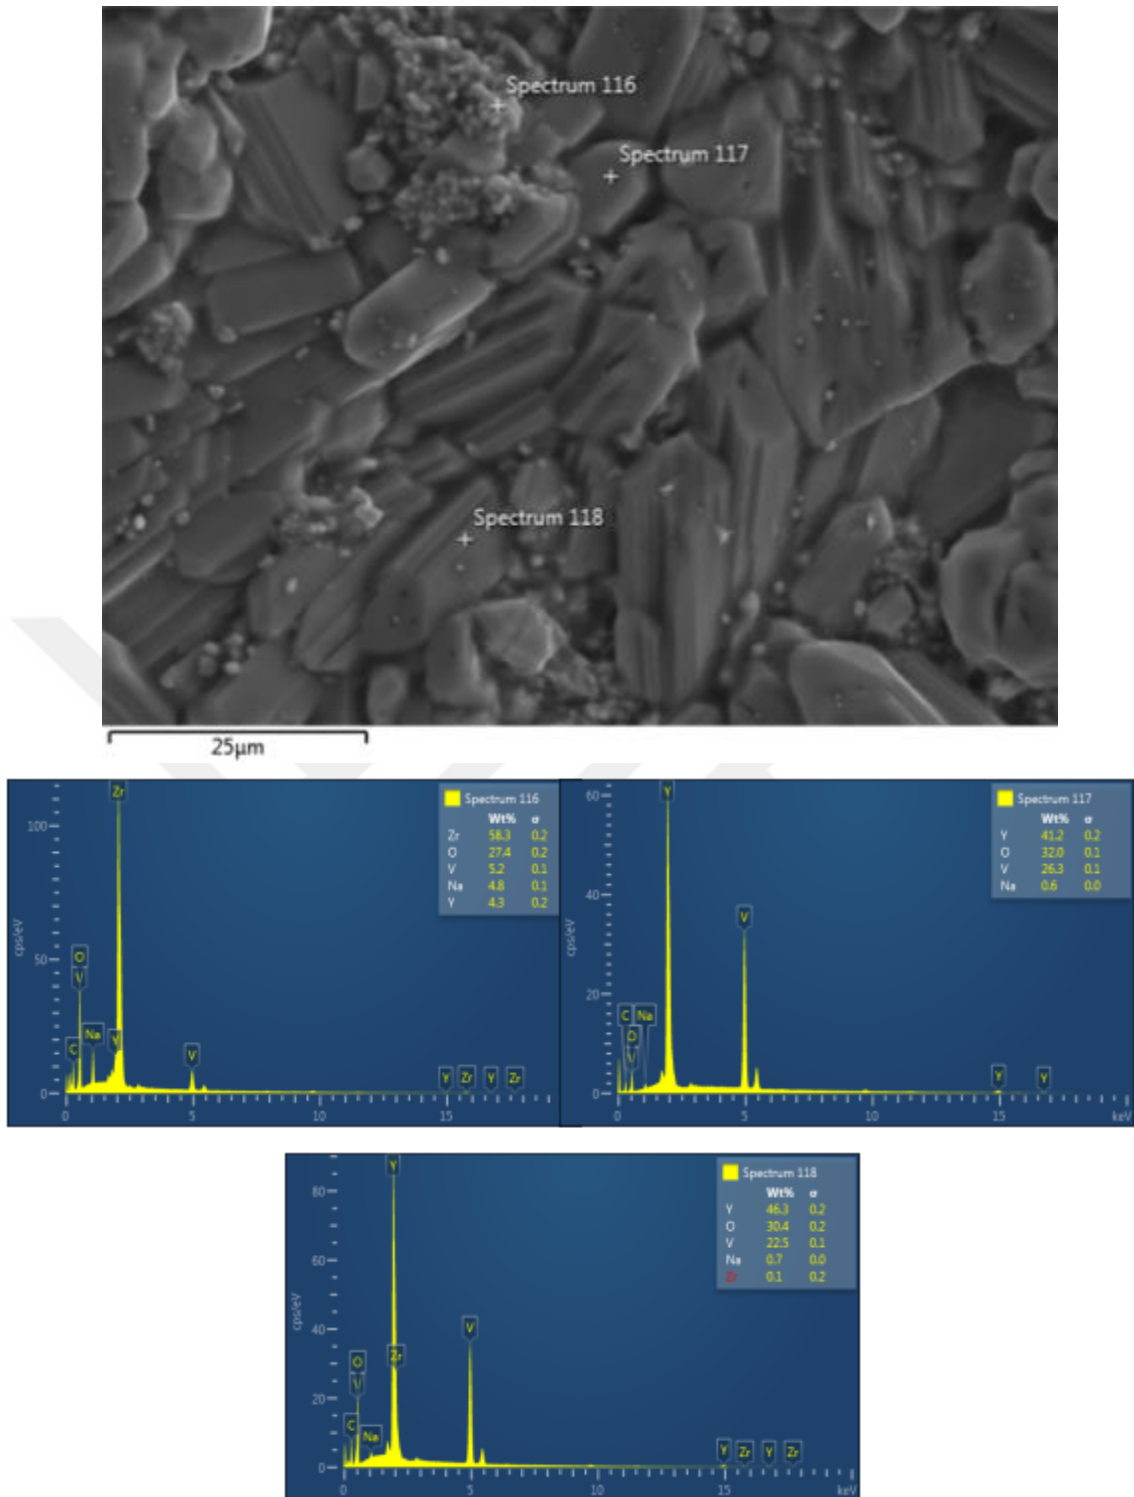 Spectrum 116
Spectrum 117
Spectrum 118
25µm
Spectrum 116
Wt% σ
Zr 58.3 0.2
O 27.4 0.2
V 5.2 0.1
Na 4.8 0.1
Y 4.3 0.2
cps/eV
100
50
0
Zr
O
V
Na
Y
C
V
Y Zr Y Zr
0 5 10 15
Spectrum 117
Wt% σ
Y 41.2 0.2
O 32.0 0.1
V 26.3 0.1
Na 0.6 0.0
cps/eV
60
40
20
0
Y
V
C Na
O
V
Y Y
0 5 10 15 keV
Spectrum 118
Wt% σ
Y 46.3 0.2
O 30.4 0.2
V 22.5 0.1
Na 0.7 0.0
Zr 0.1 0.2
cps/eV
80
60
40
20
0
Y
V
O Zr
V
C Na
Y Zr Y Zr
0 5 10 15